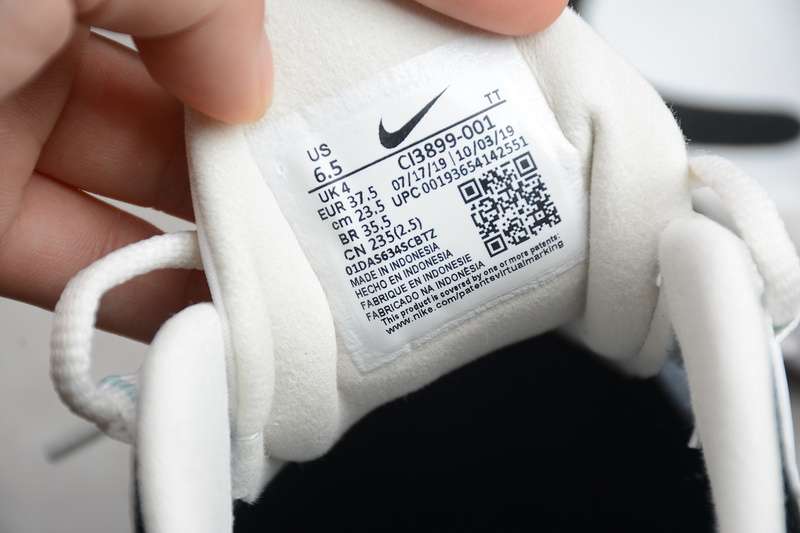 TT
US
6.5 CI3899-001
UK 4 07/17/19 | 10/03/19
EUR 37.5 UPC 00193654142551
cm 23.5
BR 35.5
CN 235(2.5)
01DAS634SCBTZ
MADE IN INDONESIA
HECHO EN INDONESIA
FABRIQUE EN INDONESIE
FABRICADO NA INDONESIA
This product is covered by one or more patents:
www.nike.com/patentsvirtualmarking